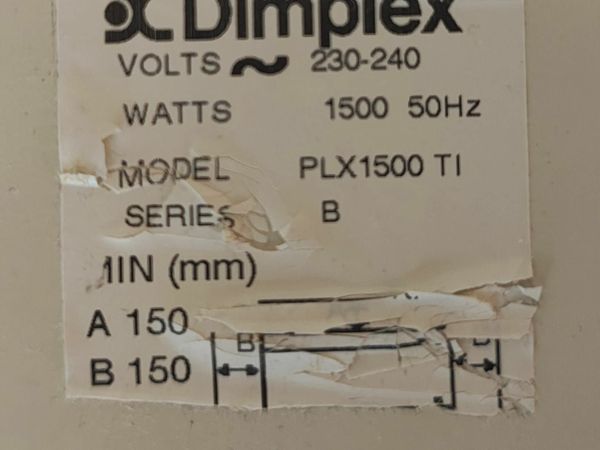 Dimplex
VOLTS ~ 230-240
WATTS 1500 50Hz
MODEL PLX1500 TI
SERIES B
MIN (mm)
A 150
B 150
B